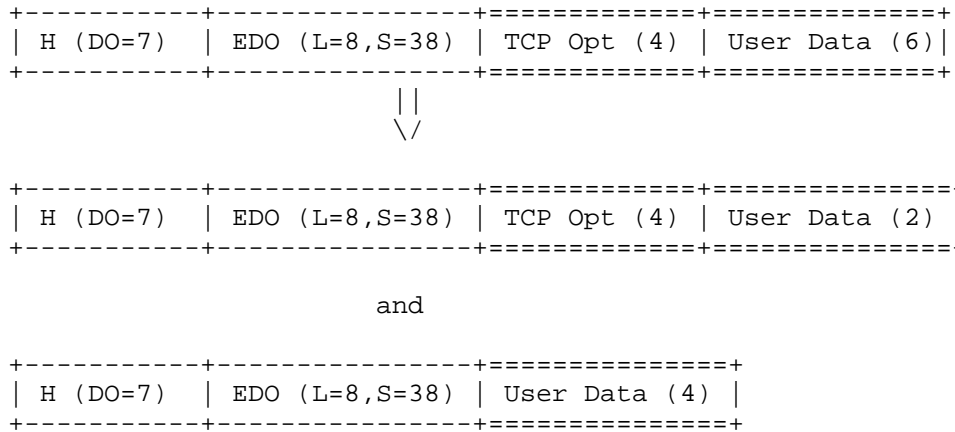 +-----------+----------------+=============+==============+
| H (DO=7)  | EDO (L=8,S=38) | TCP Opt (4) | User Data (6)|
+-----------+----------------+=============+==============+
||
\/
+-----------+----------------+=============+===============+
| H (DO=7)  | EDO (L=8,S=38) | TCP Opt (4) | User Data (2)
+-----------+----------------+=============+===============+
and
+-----------+----------------+===============+
| H (DO=7)  | EDO (L=8,S=38) | User Data (4) |
+-----------+----------------+===============+